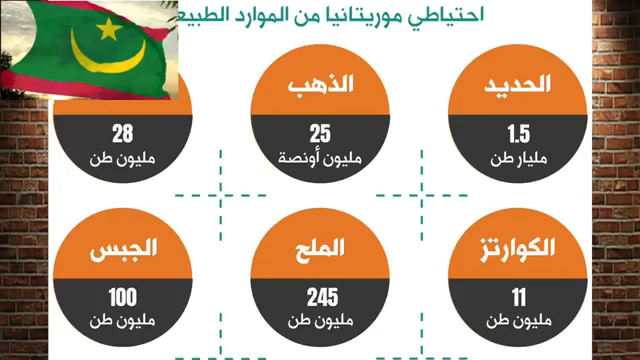 احتياطي موريتانيا من الموارد
الحديد
1.5
مليار طن
الذهب
25
مليون أونصة
28
مليون طن
الكوارتز
11
مليون طن
الملح
245
مليون طن
الجبس
100
مليون طن